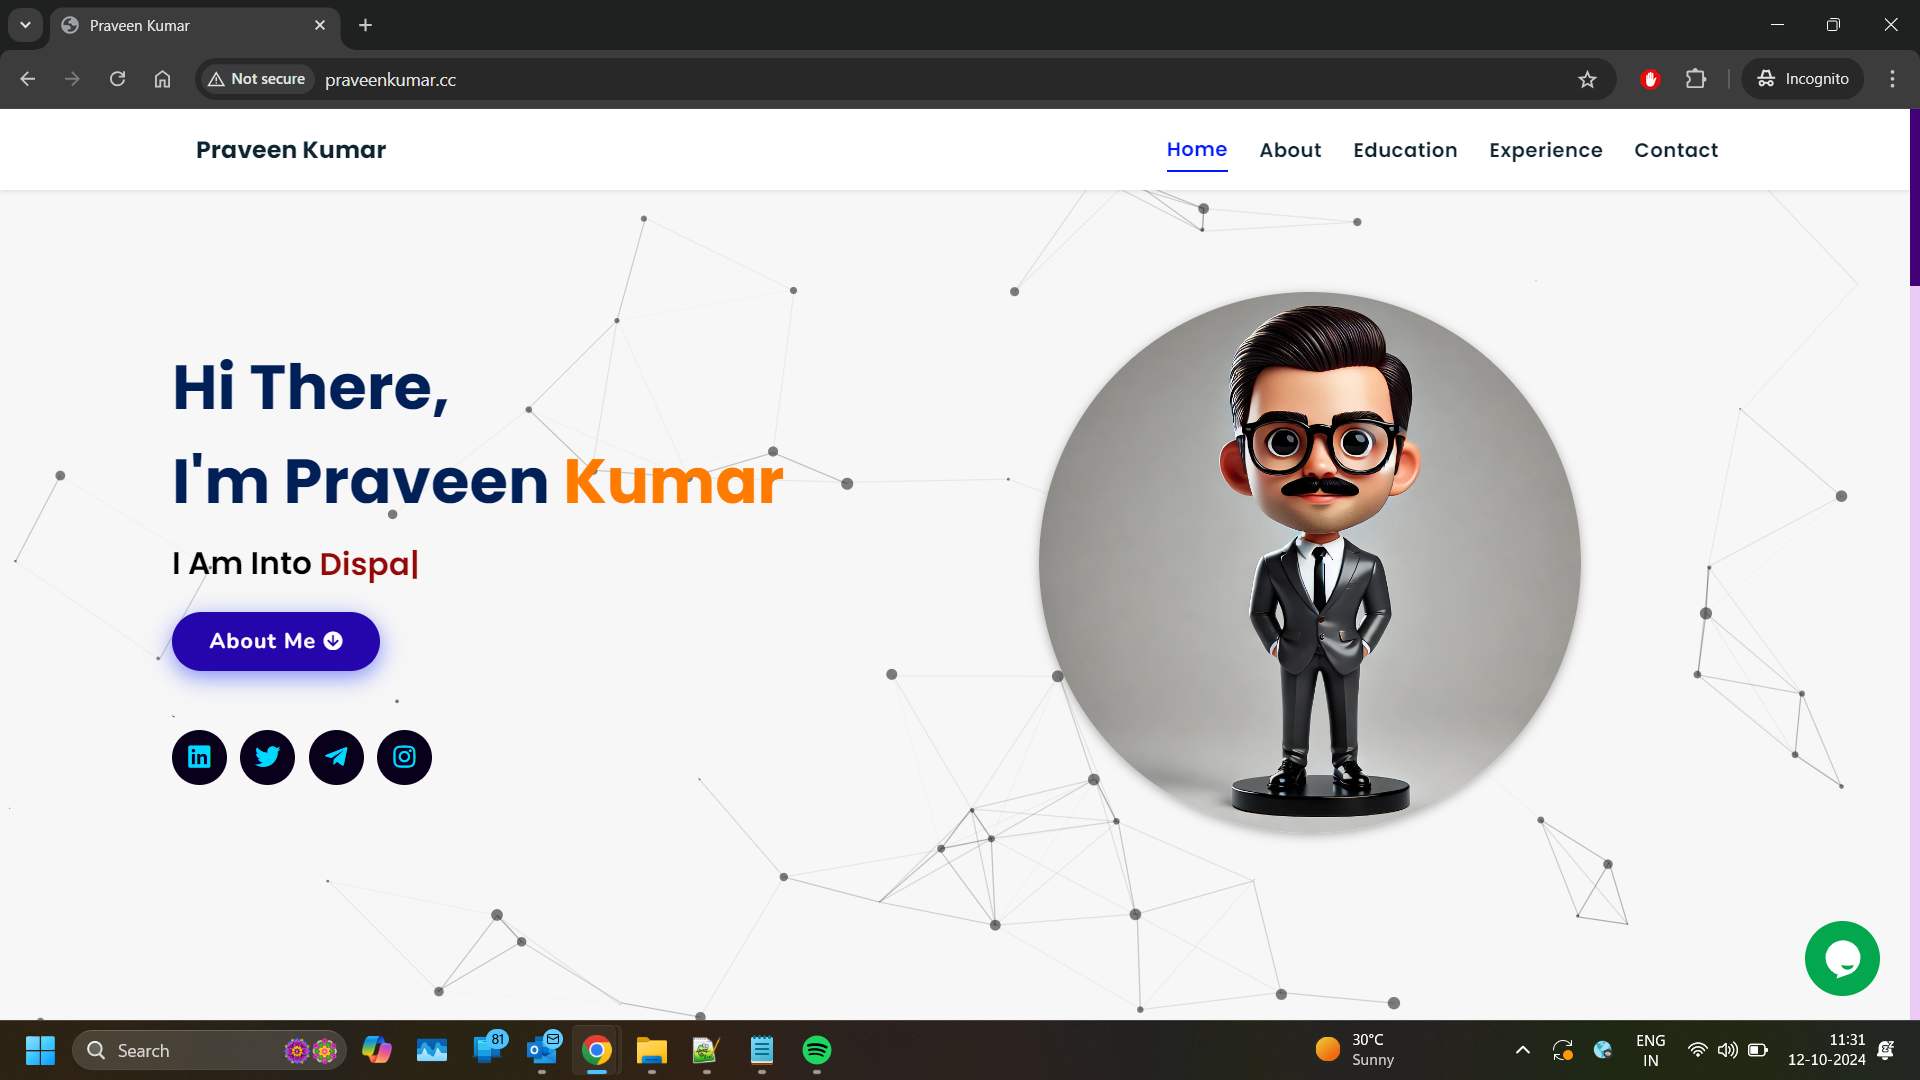 Praveen Kumar
Not secure
praveenkumar.cc
Incognito
Praveen Kumar
Home
About
Education
Experience
Contact
Hi There,
I'm Praveen Kumar
I Am Into Dispa|
About Me
Search
81
30°C
Sunny
ENG
IN
11:31
12-10-2024